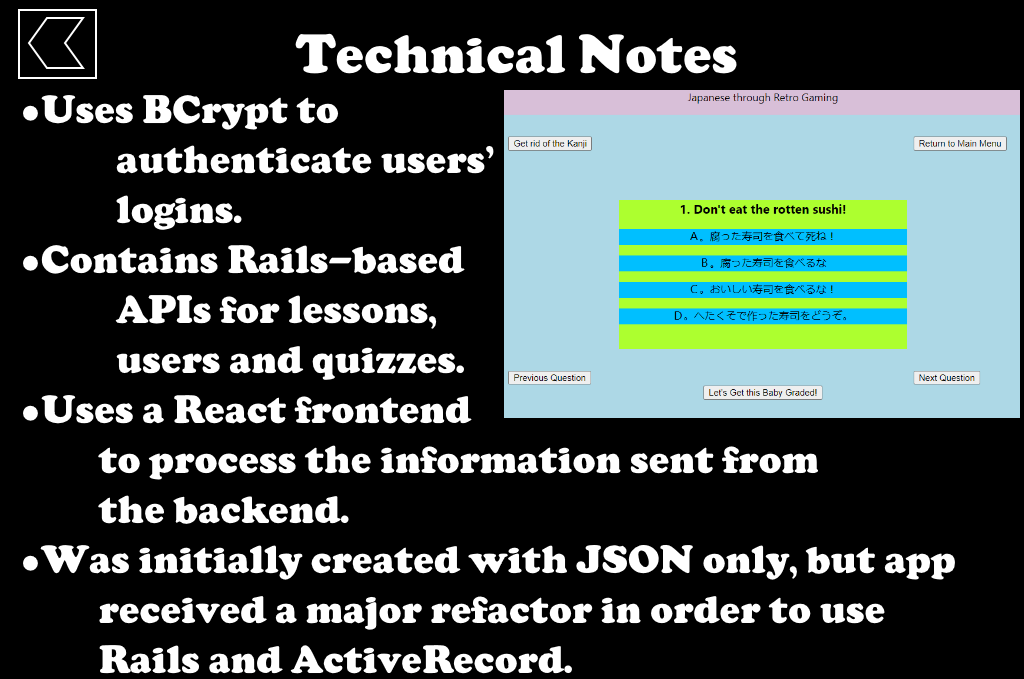 Technical Notes
•Uses BCrypt to
authenticate users’
logins.
•Contains Rails-based
APIs for lessons,
users and quizzes.
•Uses a React frontend
to process the information sent from
the backend.
•Was initially created with JSON only, but app
received a major refactor in order to use
Rails and ActiveRecord.
Japanese through Retro Gaming
Get rid of the Kanji
Return to Main Menu
1. Don't eat the rotten sushi!
A。腐った寿司を食べて死ね！
B。腐った寿司を食べるな
C。おいしい寿司を食べるな！
D。へたくそで作った寿司をどうぞ。
Previous Question
Next Question
Let's Get this Baby Graded!